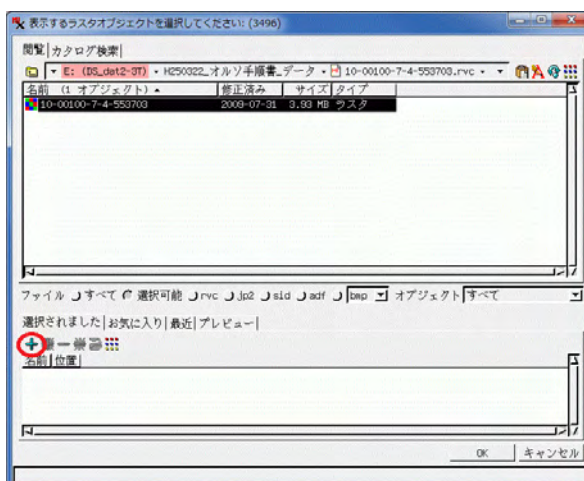 表示するラスタオブジェクトを選択してください: (3496)
閲覧 カタログ検索
E: (DS_dat2-3T) H250322_オルソ手順書_データ 10-00100-7-4-553703.rvc
名前 (1 オブジェクト) 修正済み サイズ タイプ
10-00100-7-4-553703 2009-07-31 3.93 MB ラスタ
ファイル すべて 選択可能 rvc jp2 sid adf bmp オブジェクト すべて
選択されました お気に入り 最近 プレビュー
名前 位置
OK キャンセル